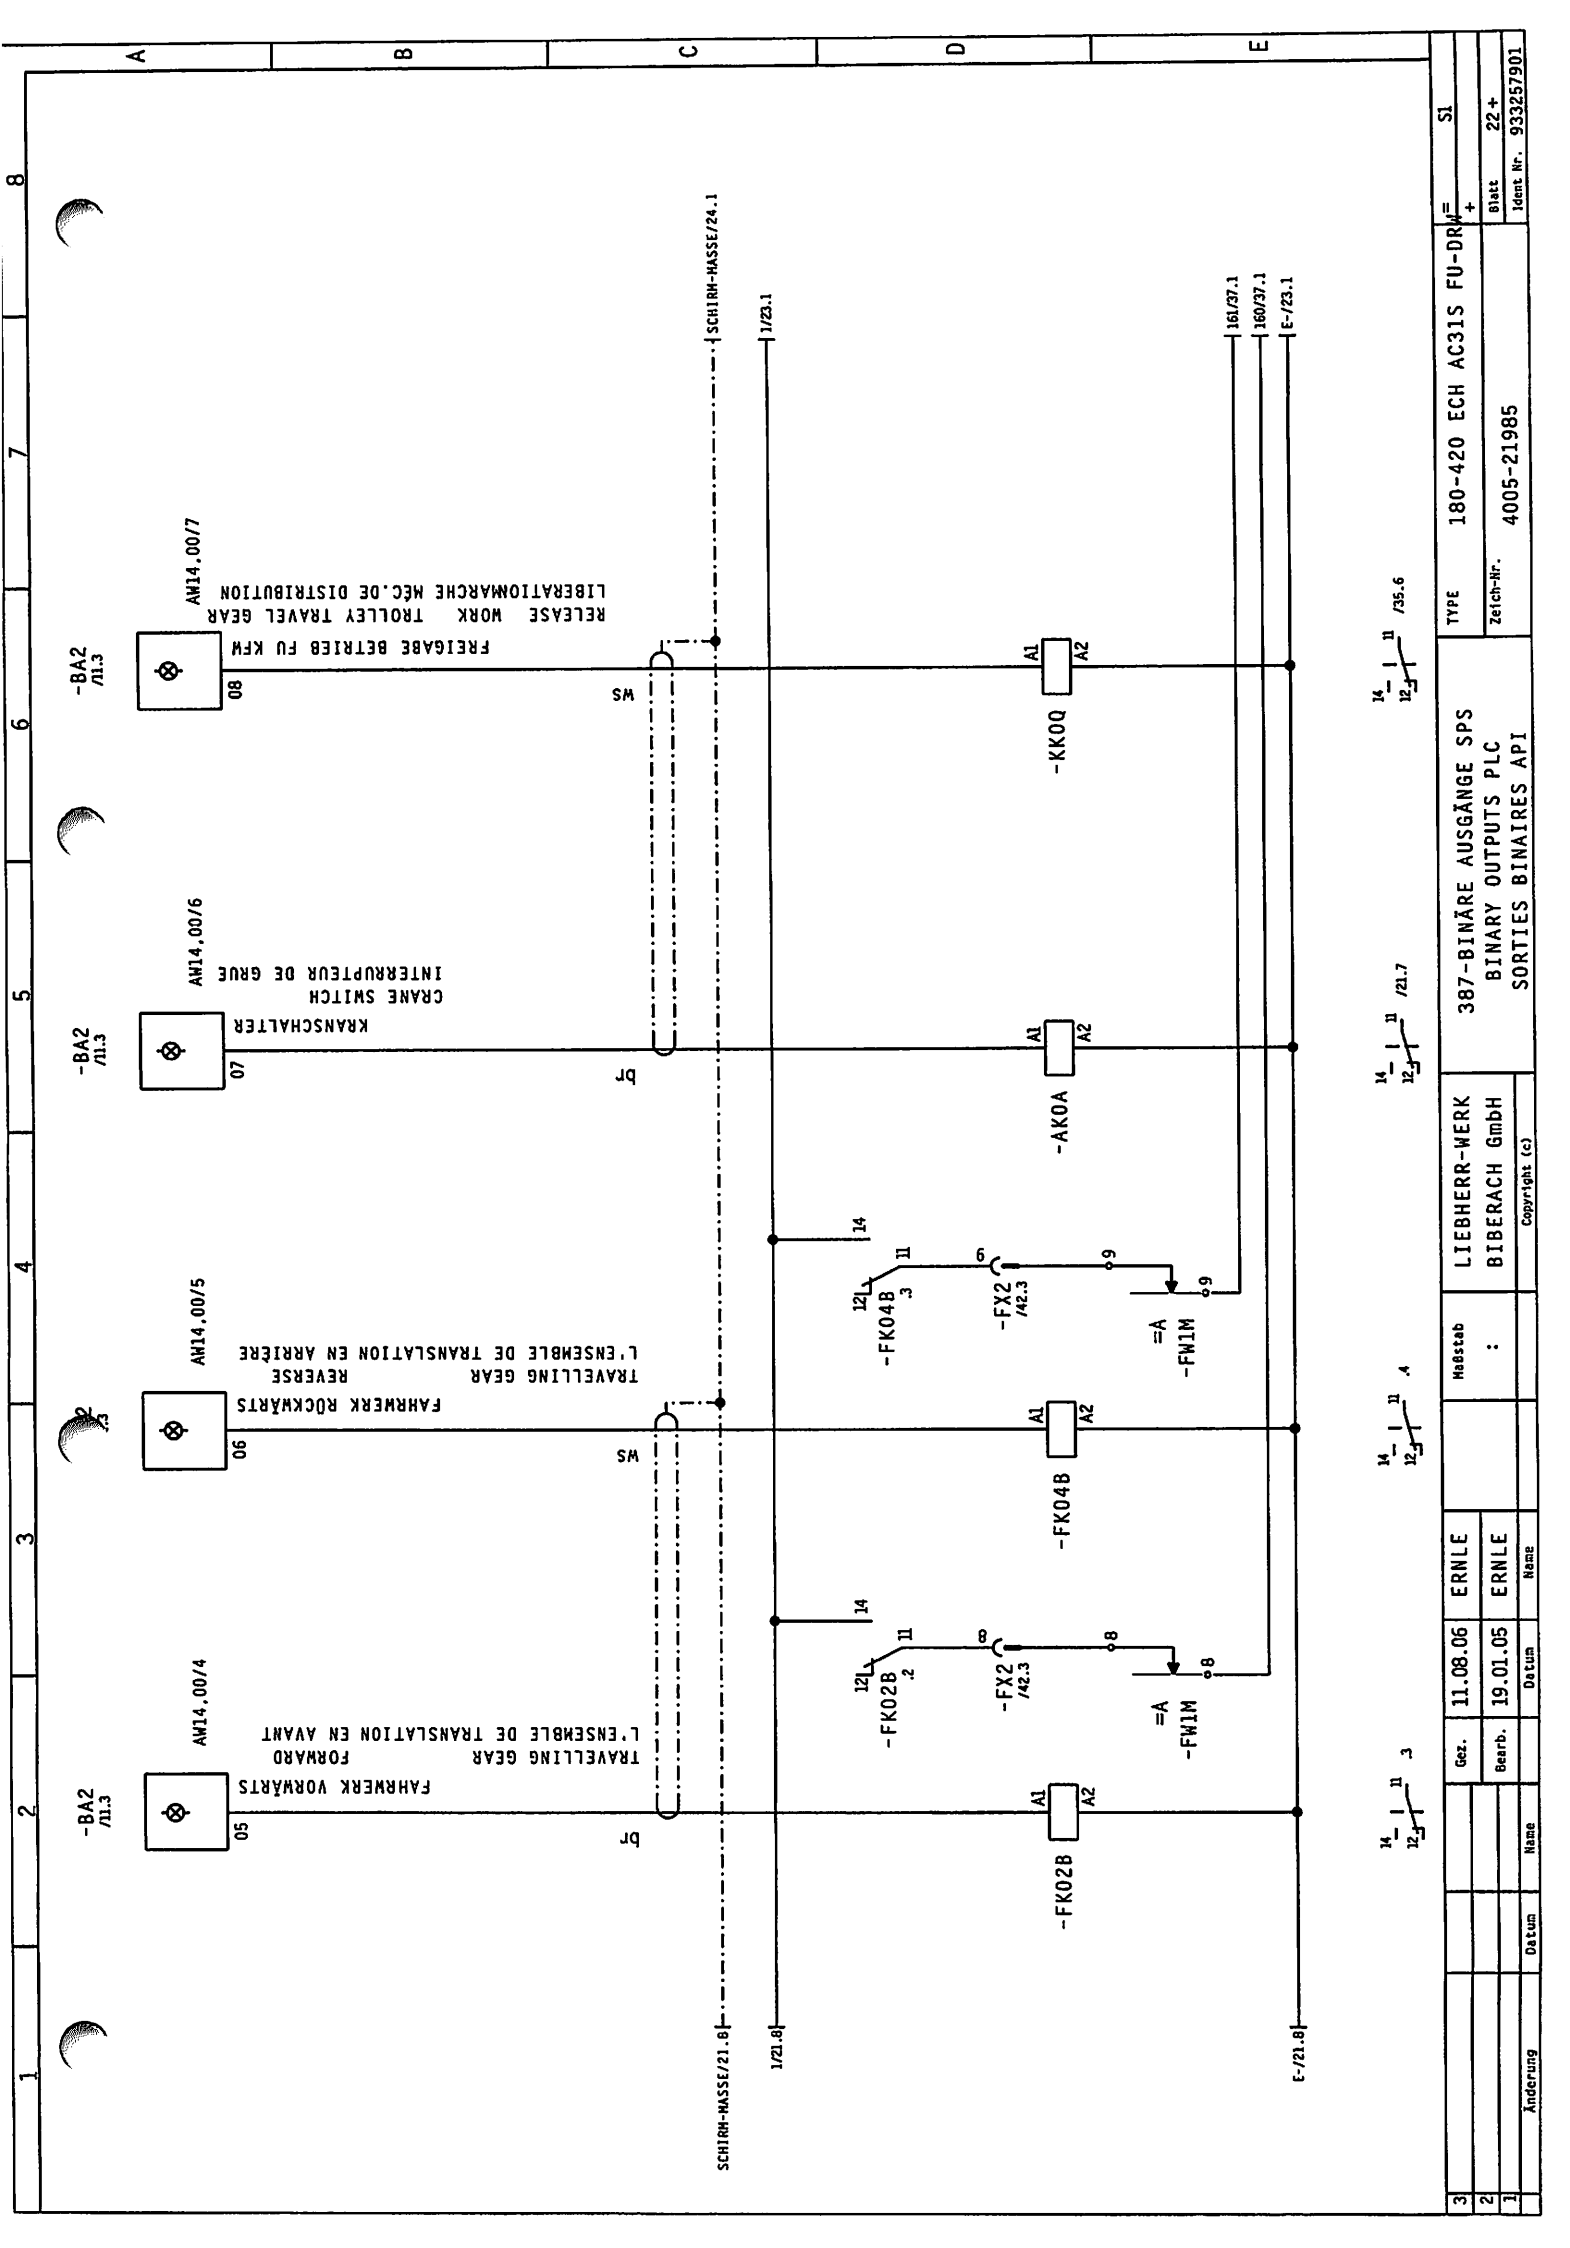 1 2 3 4 5 6 7 8
A
B
C
D
E
-BA2
/11.3
05
AW14,00/4
FAHRWERK VORWÄRTS
TRAVELLING GEAR FORWARD
L'ENSEMBLE DE TRANSLATION EN AVANT
br
.3
06
AW14,00/5
FAHRWERK RÜCKWÄRTS
TRAVELLING GEAR REVERSE
L'ENSEMBLE DE TRANSLATION EN ARRIÈRE
ws
-BA2
/11.3
07
AW14,00/6
KRANSCHALTER
CRANE SWITCH
INTERRUPTEUR DE GRUE
br
-BA2
/11.3
08
AW14,00/7
FREIGABE BETRIEB FU KFW
RELEASE WORK TROLLEY TRAVEL GEAR
LIBERATIONMARCHE MÉC.DE DISTRIBUTION
ws
SCHIRM-MASSE/21.8
SCHIRM-MASSE/24.1
1/21.8
1/23.1
12 14
11
-FK02B
.2
8
-FX2
/42.3
8
=A
-FW1M
8
12 14
11
-FK04B
.3
9
-FX2
/42.3
9
=A
-FW1M
9
-FK02B
A1
A2
-FK04B
A1
A2
-AK0A
A1
A2
-KK0Q
A1
A2
161/37.1
160/37.1
E-/21.8
E-/23.1
14
12 11 .3
14
12 11 .4
14
12 11 /21.7
14
12 11 /35.6
3
2
1
Änderung Datum Name
Gez. 11.08.06 ERNLE
Bearb. 19.01.05 ERNLE
Datum Name
Maßstab
:
LIEBHERR-WERK
BIBERACH GmbH
Copyright (c)
387-BINÄRE AUSGÄNGE SPS
BINARY OUTPUTS PLC
SORTIES BINAIRES API
TYPE 180-420 ECH AC31S FU-DRW
Zeich-Nr. 4005-21985
= S1
+
Blatt 22+
Ident Nr. 933257901